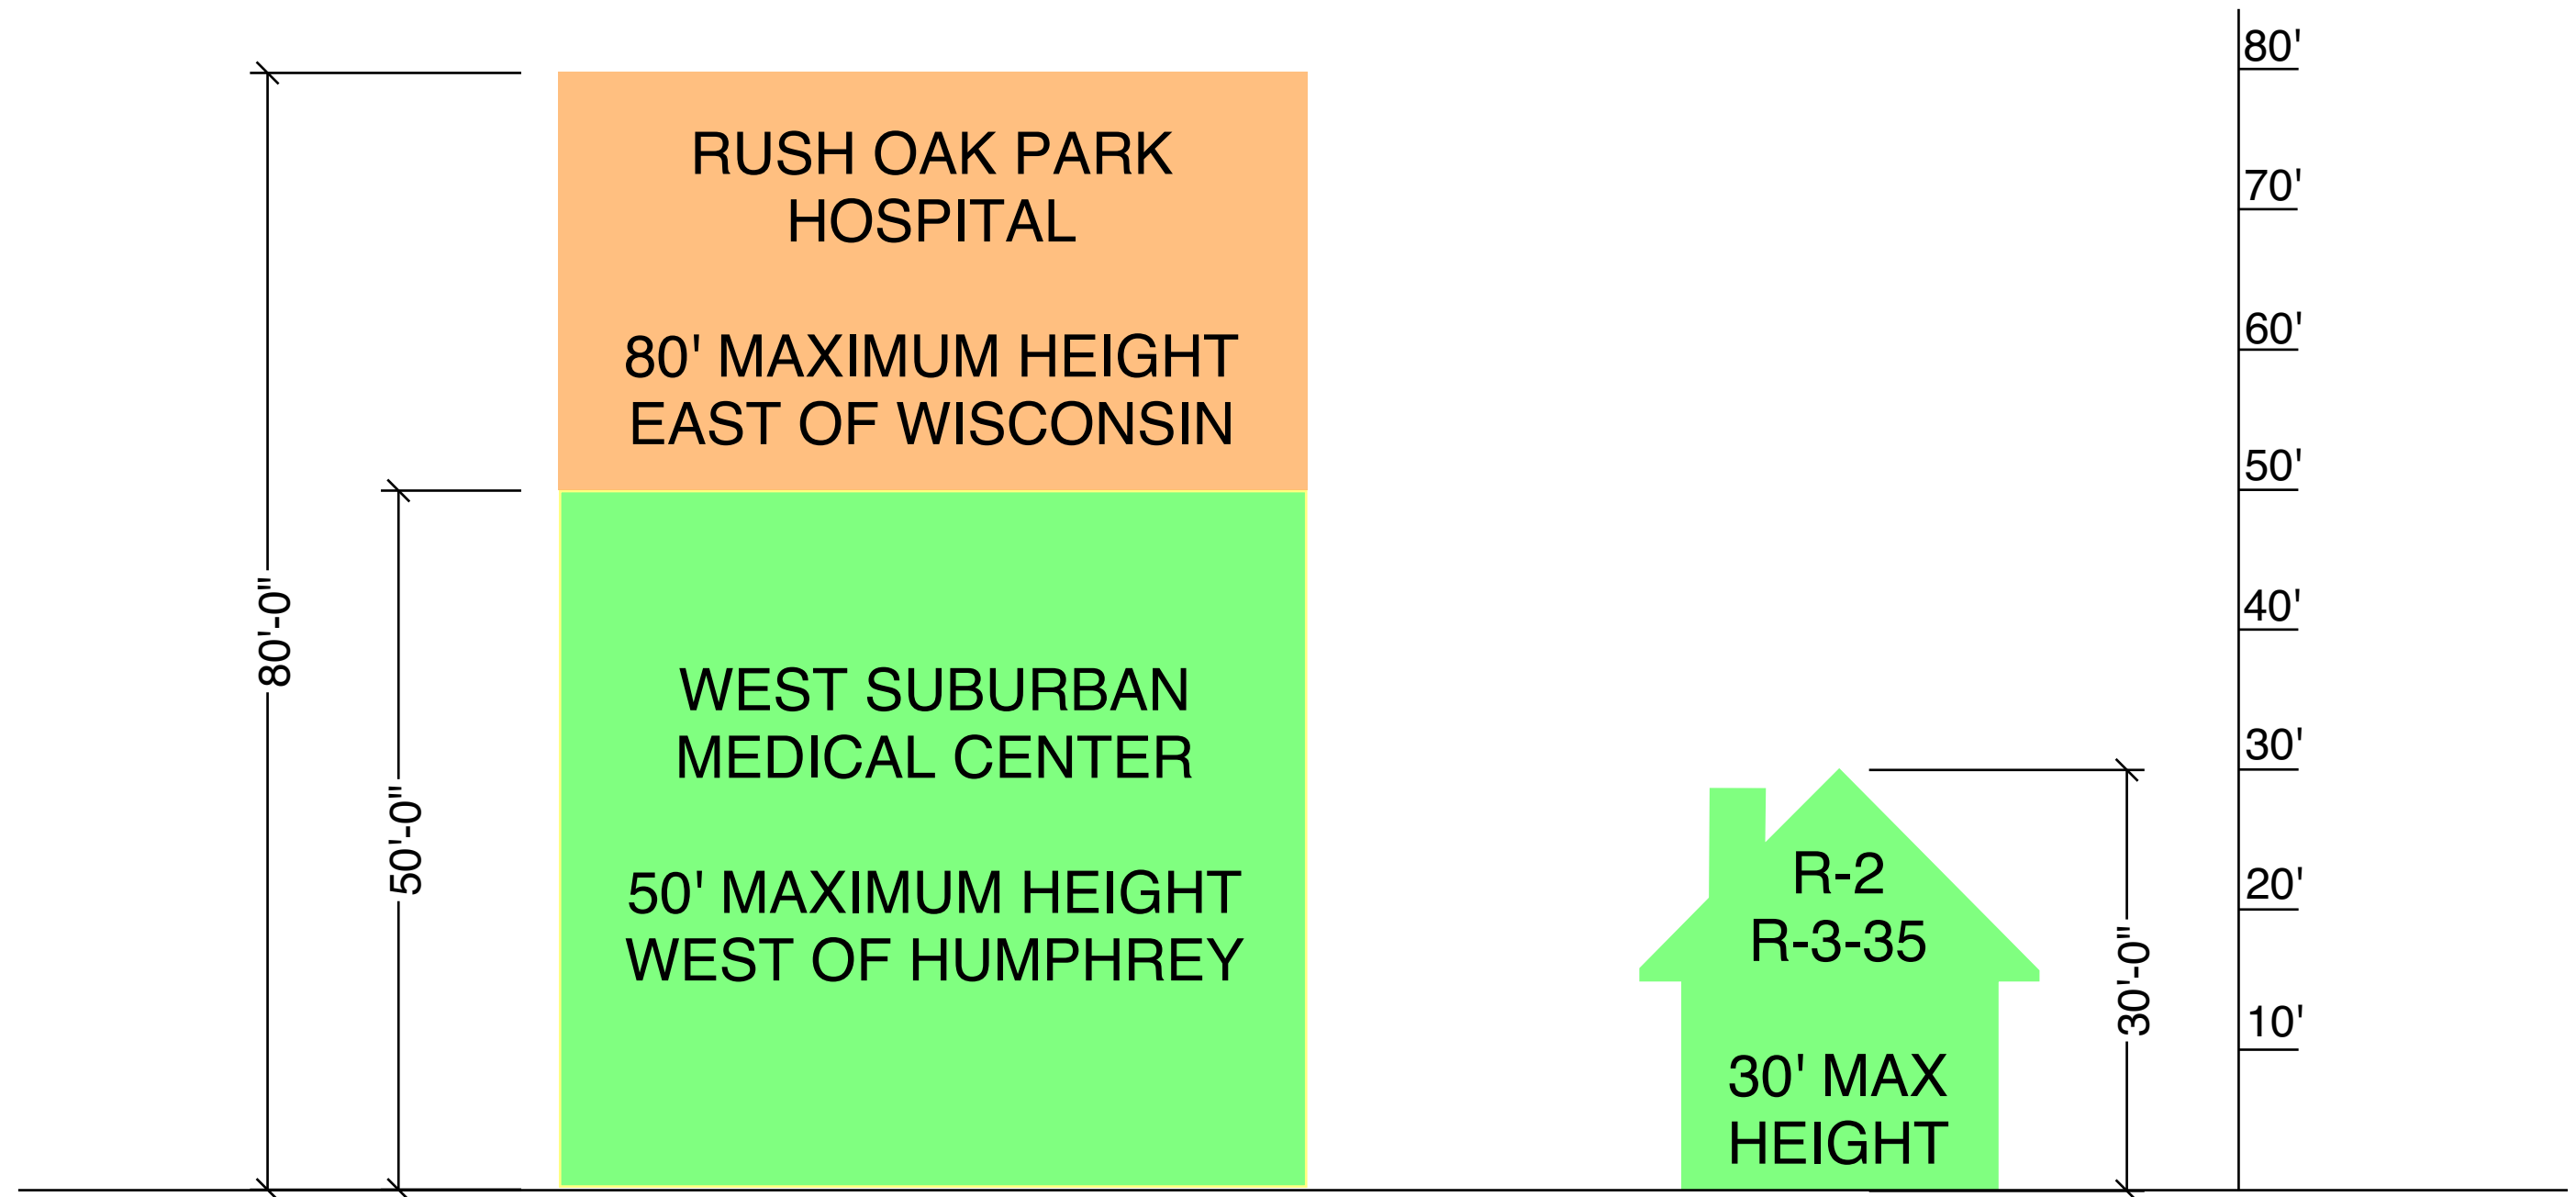 RUSH OAK PARK
HOSPITAL
80' MAXIMUM HEIGHT
EAST OF WISCONSIN
WEST SUBURBAN
MEDICAL CENTER
50' MAXIMUM HEIGHT
WEST OF HUMPHREY
80'-0"
50'-0"
R-2
R-3-35
30' MAX
HEIGHT
30'-0"
80'
70'
60'
50'
40'
30'
20'
10'